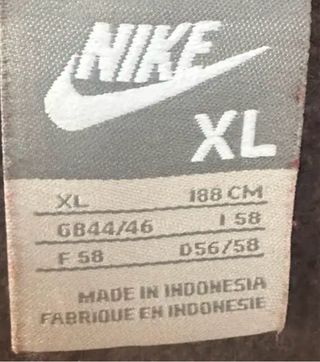 NIKE
XL
XL 188 CM
GB44/46 I 58
F 58 D56/58
MADE IN INDONESIA
FABRIQUE EN INDONESIE